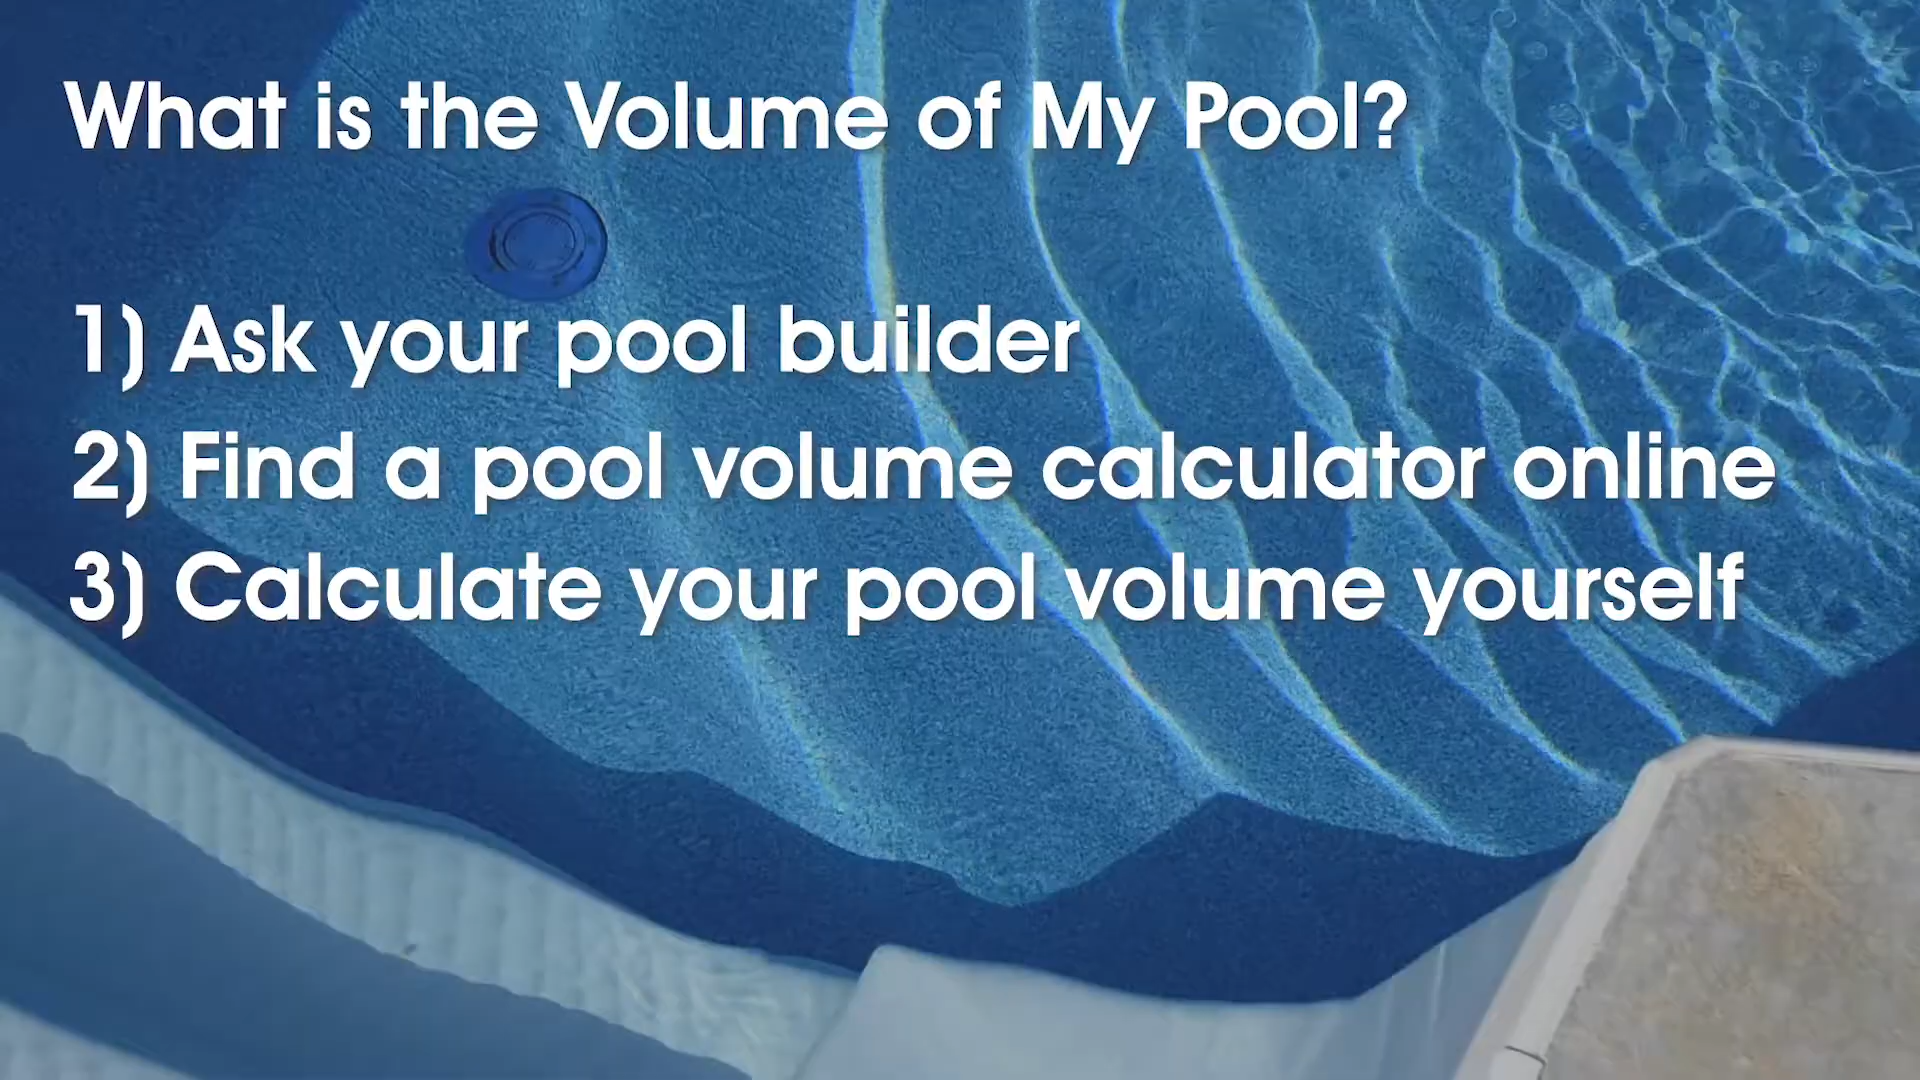 What is the Volume of My Pool?
1) Ask your pool builder
2) Find a pool volume calculator online
3) Calculate your pool volume yourself